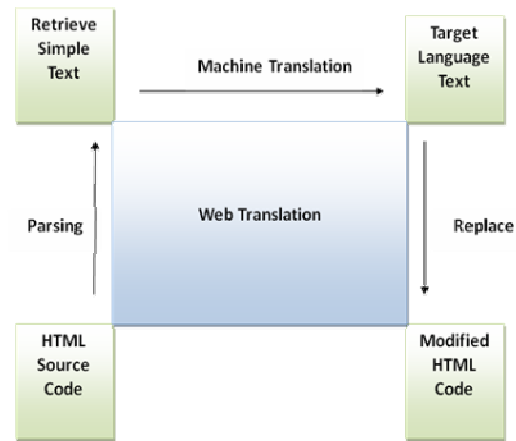 Retrieve
Simple
Text
Machine Translation
Target
Language
Text
Parsing
Web Translation
Replace
HTML
Source
Code
Modified
HTML
Code